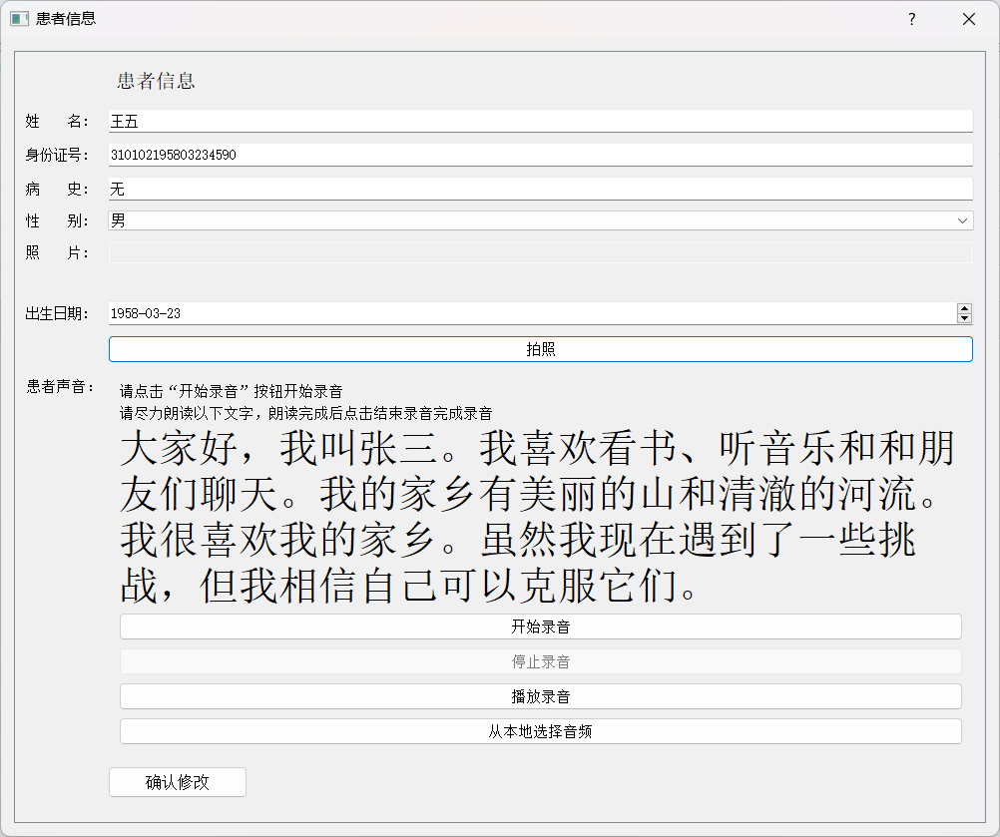 患者信息
?
患者信息
姓 名: 王五
身份证号: 310102195803234590
病 史: 无
性 别: 男
照 片:
出生日期: 1958-03-23
拍照
患者声音: 请点击“开始录音”按钮开始录音
请尽力朗读以下文字，朗读完成后点击结束录音完成录音
大家好，我叫张三。我喜欢看书、听音乐和和朋
友们聊天。我的家乡有美丽的山和清澈的河流。
我很喜欢我的家乡。虽然我现在遇到了一些挑
战，但我相信自己可以克服它们。
开始录音
停止录音
播放录音
从本地选择音频
确认修改